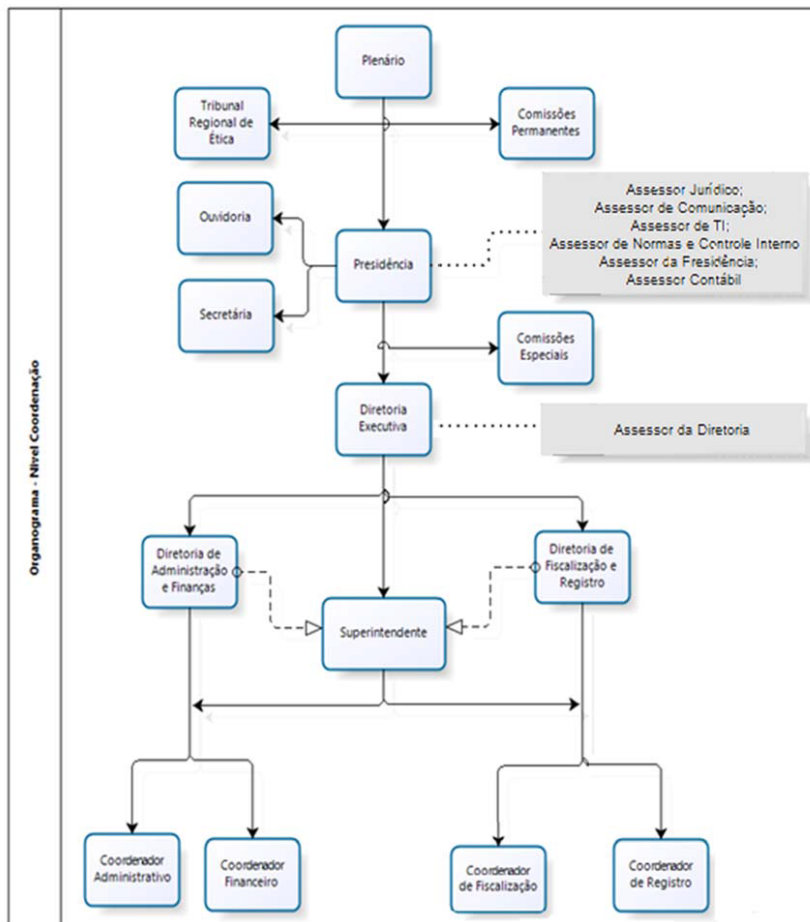 Organograma - Nível Coordenação
Plenário
Tribunal
Regional de
Ética
Comissões
Permanentes
Ouvidoria
Secretária
Presidência
Assessor Jurídico;
Assessor de Comunicação;
Assessor de TI;
Assessor de Normas e Controle Interno
Assessor da Presidência;
Assessor Contábil
Comissões
Especiais
Diretoria
Executiva
Assessor da Diretoria
Diretoria de
Administração
e Finanças
Diretoria de
Fiscalização e
Registro
Superintendente
Coordenador
Administrativo
Coordenador
Financeiro
Coordenador
de Fiscalização
Coordenador
de Registro